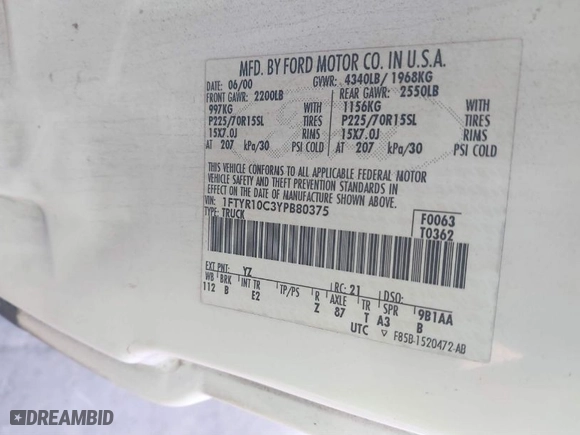 MFD. BY FORD MOTOR CO. IN U.S.A.
DATE: 06/00 GVWR: 4340LB/ 1968KG
FRONT GAWR: 2200LB REAR GAWR: 2550LB
997KG WITH 1156KG WITH
P225/70R15SL TIRES P225/70R15SL TIRES
15X7.0J RIMS 15X7.0J RIMS
AT 207 kPa/30 PSI COLD AT 207 kPa/30 PSI COLD
THIS VEHICLE CONFORMS TO ALL APPLICABLE FEDERAL MOTOR
VEHICLE SAFETY AND THEFT PREVENTION STANDARDS IN
EFFECT ON THE DATE OF MANUFACTURE SHOWN ABOVE.
VIN: 1FTYR10C3YPB80375 F0063
TYPE: TRUCK T0362
EXT PNT: YZ RC: 21 DSO:
WB BRK INT TR TP/PS R AXLE TR SPR 9B1AA
112 B E2 Z 87 T A3 B
UTC F85B-1520472-AB
DREAMBID